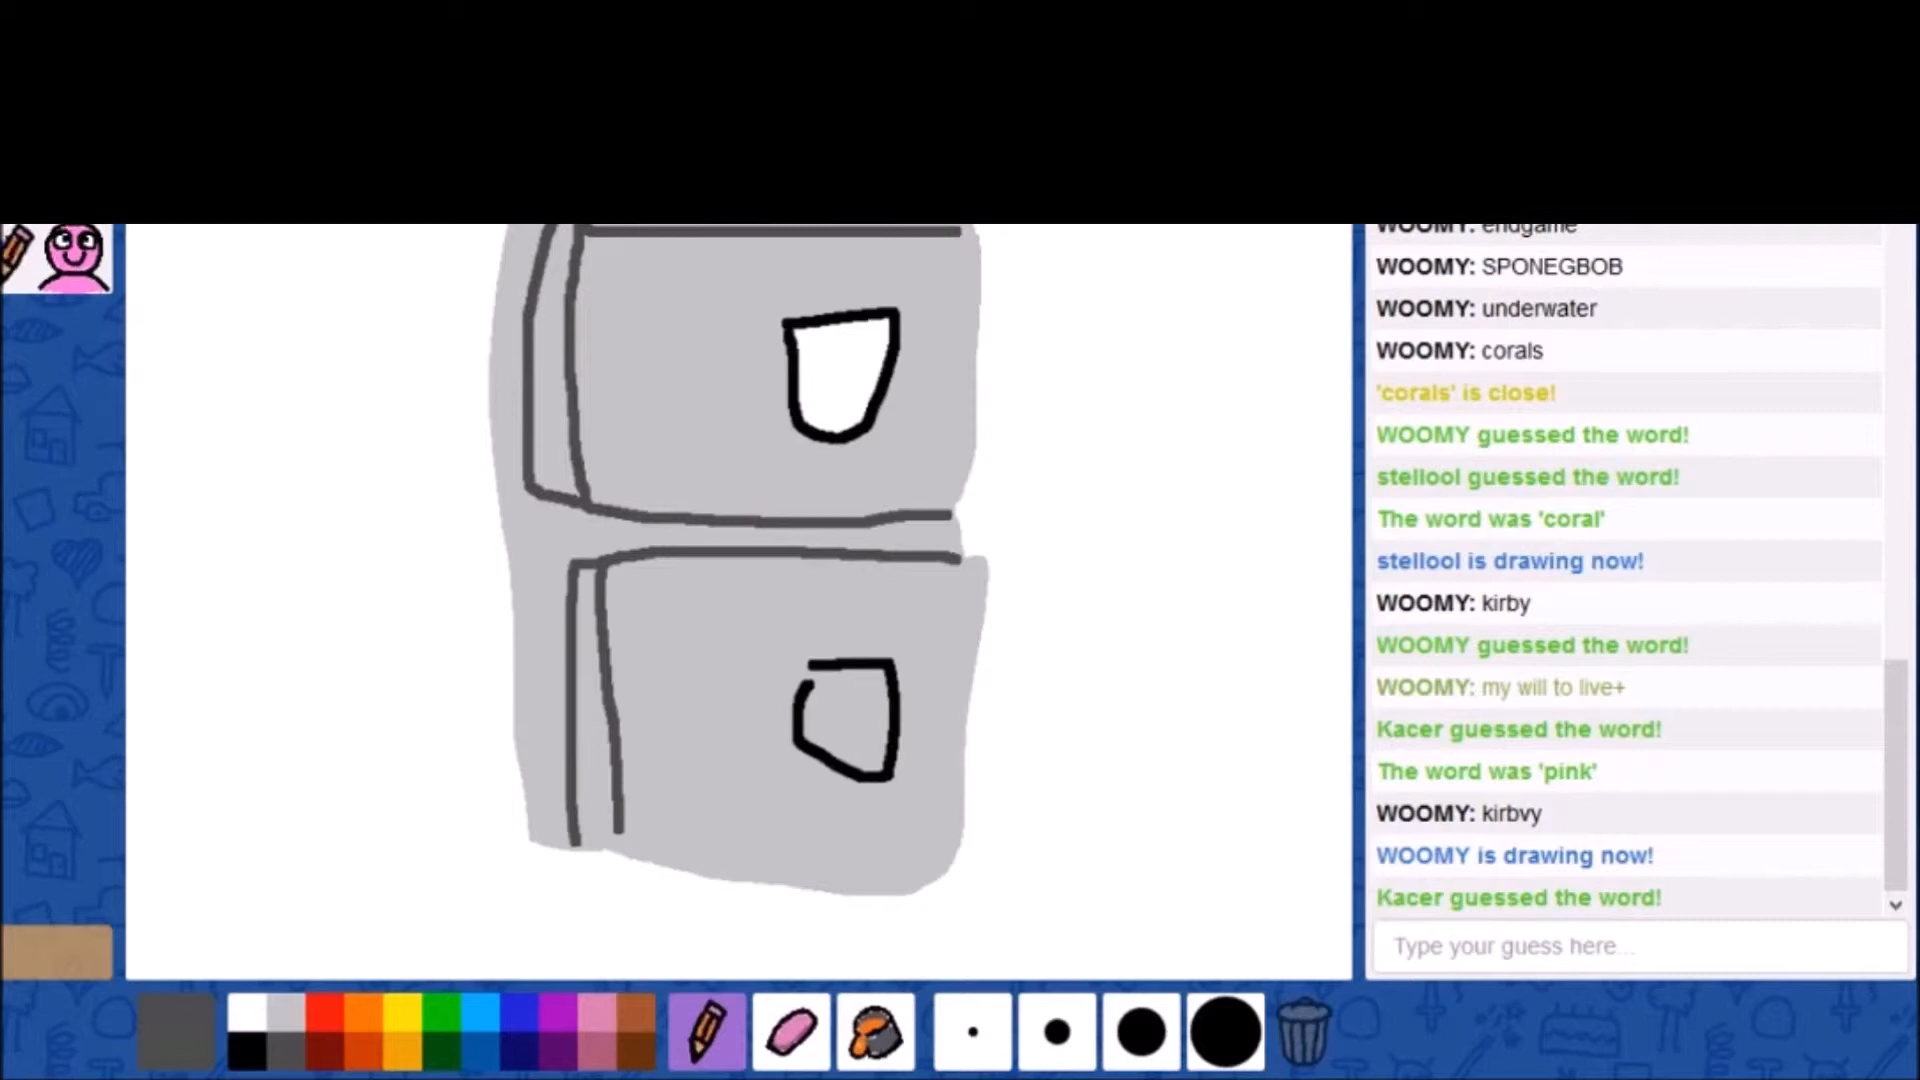 WOOMY: endgame
WOOMY: SPONEGBOB
WOOMY: underwater
WOOMY: corals
'corals' is close!
WOOMY guessed the word!
stellool guessed the word!
The word was 'coral'
stellool is drawing now!
WOOMY: kirby
WOOMY guessed the word!
WOOMY: my will to live+
Kacer guessed the word!
The word was 'pink'
WOOMY: kirbvy
WOOMY is drawing now!
Kacer guessed the word!
Type your guess here...